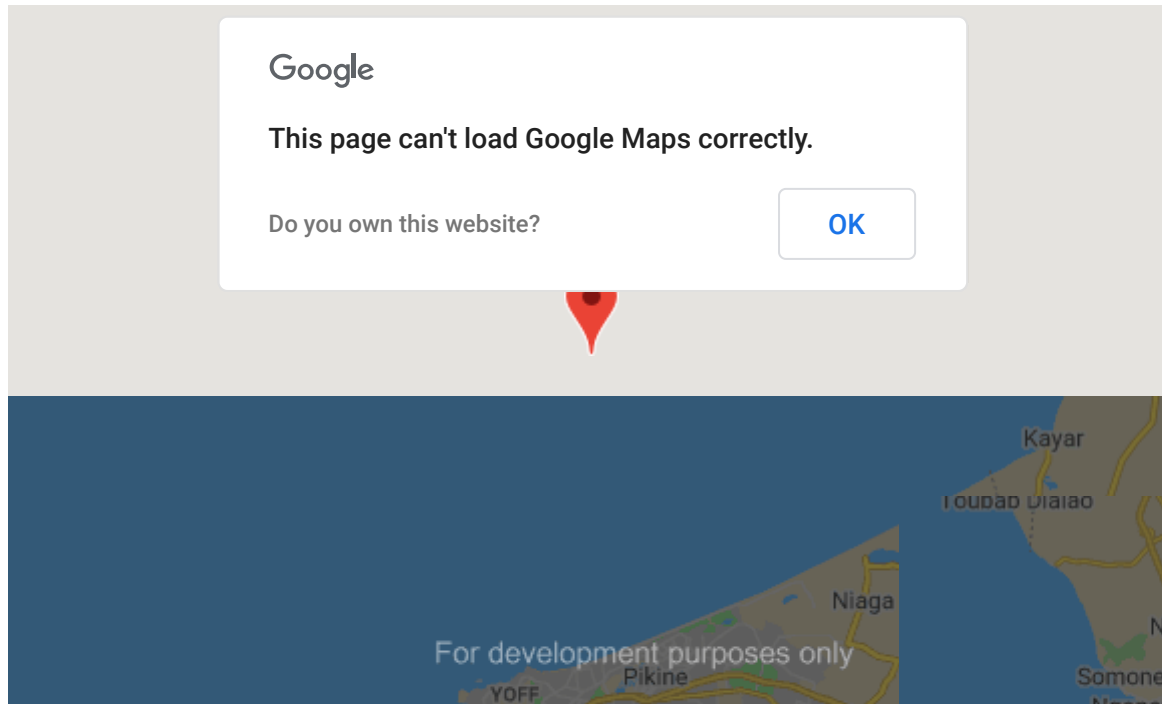 Google
This page can't load Google Maps correctly.
Do you own this website?
OK
Kayar
Toubab Dialao
Niaga
For development purposes only
Pikine
YOFF
Somone